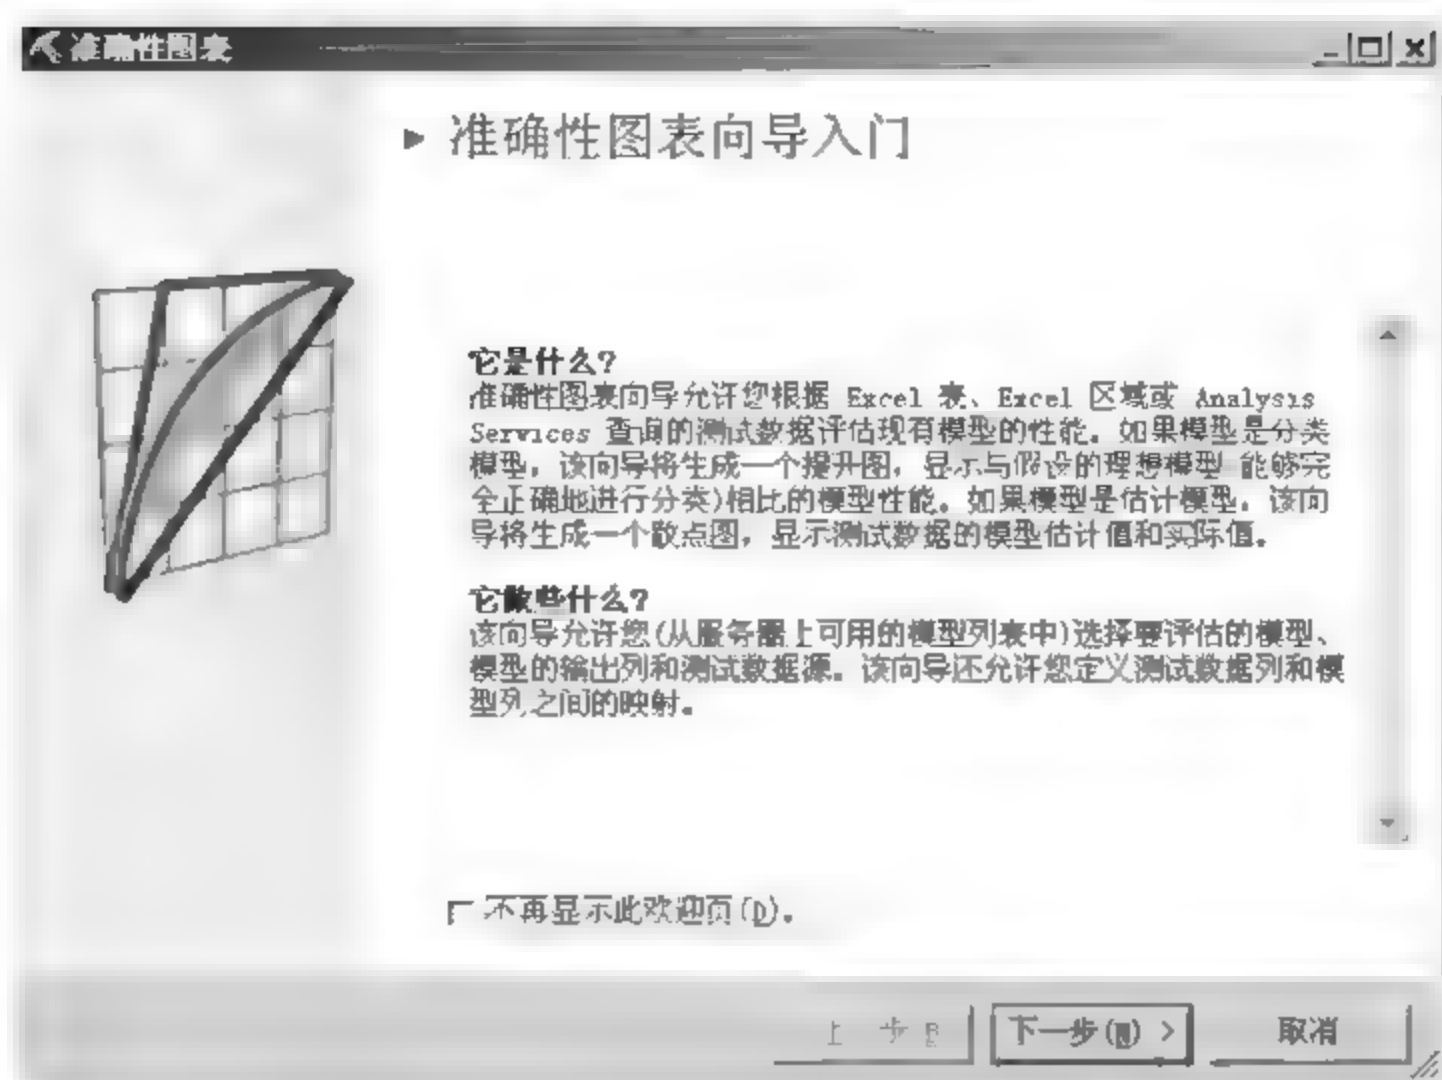 准确性图表
准确性图表向导入门
它是什么?
准确性图表向导允许您根据 Excel 表、Excel 区域或 Analysis
Services 查询的测试数据评估现有模型的性能。如果模型是分类
模型，该向导将生成一个提升图，显示与假设的理想模型 能够完
全正确地进行分类)相比的模型性能。如果模型是估计模型，该向
导将生成一个散点图，显示测试数据的模型估计值和实际值。
它做些什么?
该向导允许您(从服务器上可用的模型列表中)选择要评估的模型、
模型的输出列和测试数据源。该向导还允许您定义测试数据列和模
型列之间的映射。
不再显示此欢迎页(D)。
上 步 B
下一步(N) >
取消